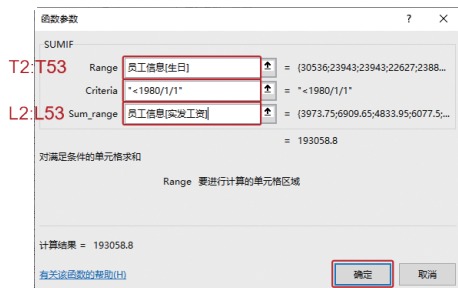 函数参数 ? ×
SUMIF
T2:T53 Range 员工信息[生日] = {30536;23943;23943;22627;2388...
Criteria "<1980/1/1" = "<1980/1/1"
L2:L53 Sum_range 员工信息[实发工资] = {3973.75;6909.65;4833.95;6077.5;...
= 193058.8
对满足条件的单元格求和
Range 要进行计算的单元格区域
计算结果 = 193058.8
有关该函数的帮助(H) 确定 取消